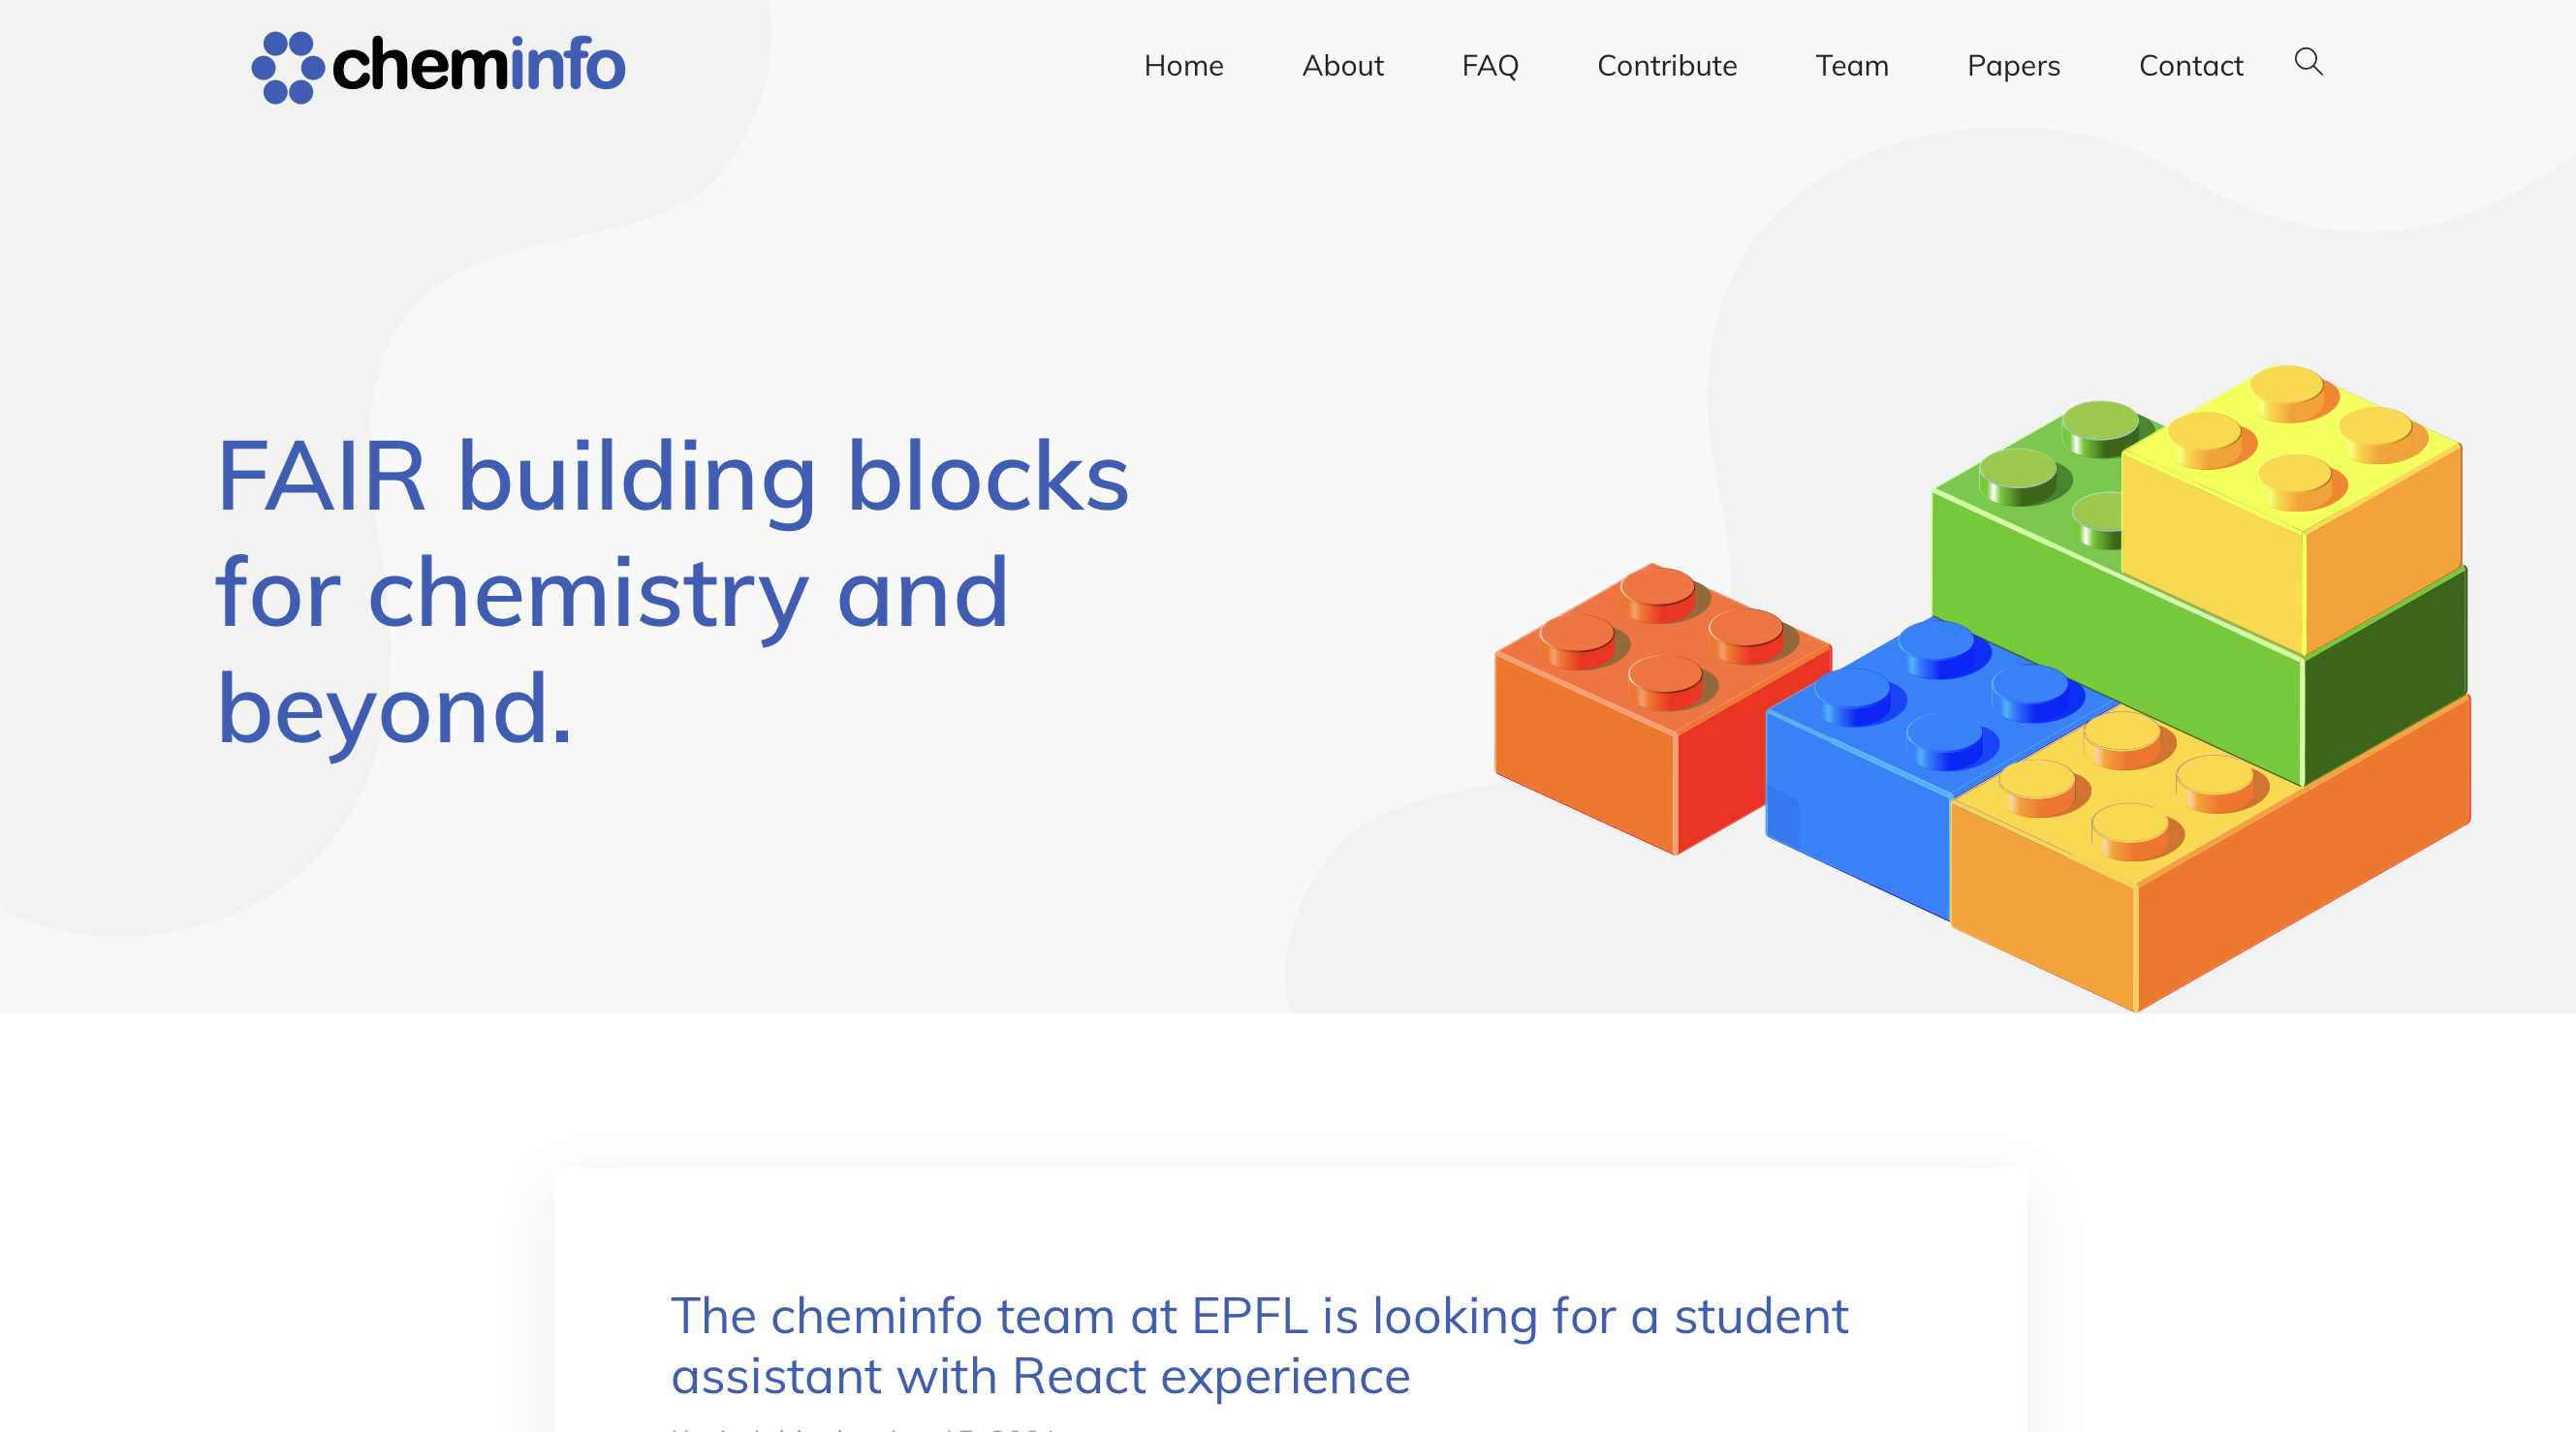 cheminfo
Home About FAQ Contribute Team Papers Contact
FAIR building blocks
for chemistry and
beyond.
The cheminfo team at EPFL is looking for a student
assistant with React experience